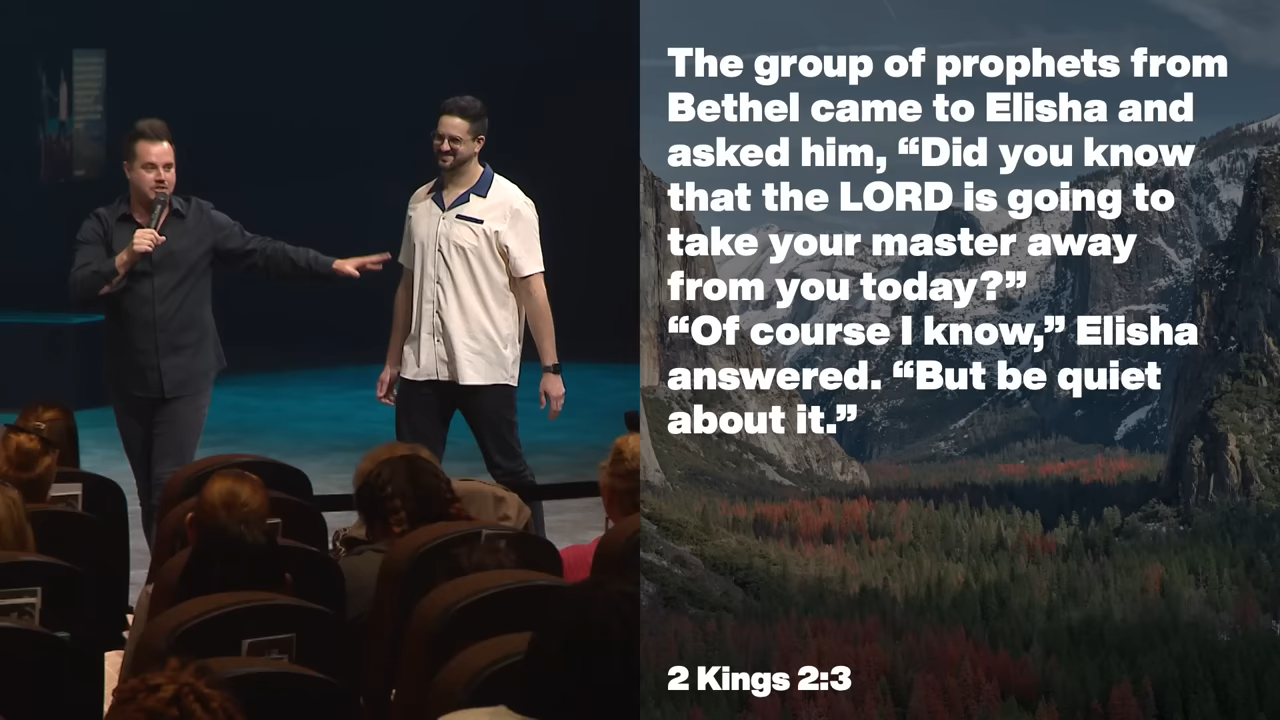 The group of prophets from
Bethel came to Elisha and
asked him, “Did you know
that the LORD is going to
take your master away
from you today?”
“Of course I know,” Elisha
answered. “But be quiet
about it.”
2 Kings 2:3